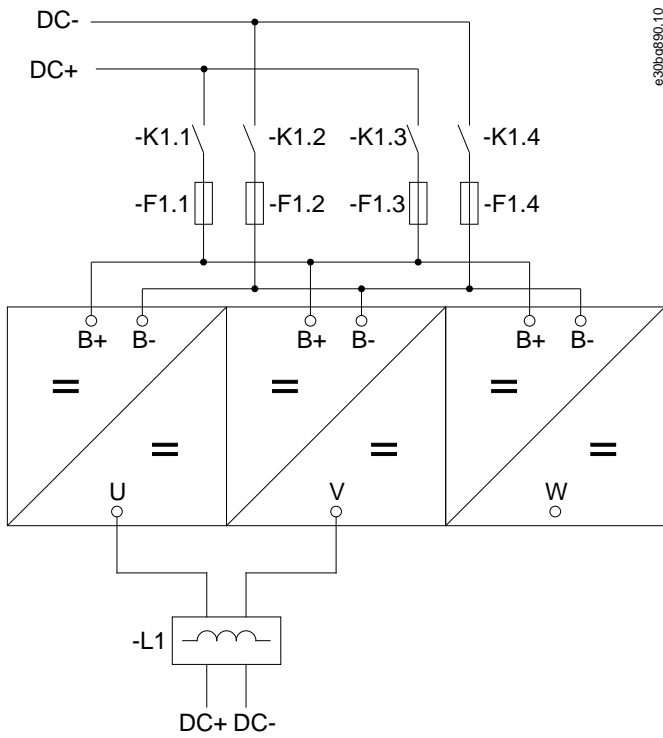 DC-
e30bg890.10
DC+
-K1.1 -K1.2 -K1.3 -K1.4
-F1.1 -F1.2 -F1.3 -F1.4
B+ B- B+ B- B+ B-
= = =
= = =
U V W
-L1
DC+ DC-